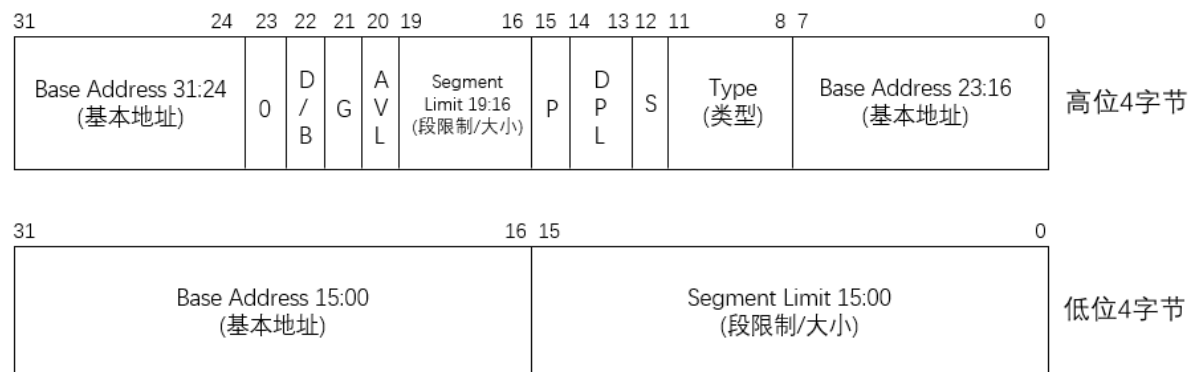 31 24 23 22 21 20 19 16 15 14 13 12 11 8 7 0
Base Address 31:24
(基本地址)
0
D
/
B
G
A
V
L
Segment
Limit 19:16
(段限制/大小)
P
D
P
L
S
Type
(类型)
Base Address 23:16
(基本地址)
高位4字节
31 16 15 0
Base Address 15:00
(基本地址)
Segment Limit 15:00
(段限制/大小)
低位4字节